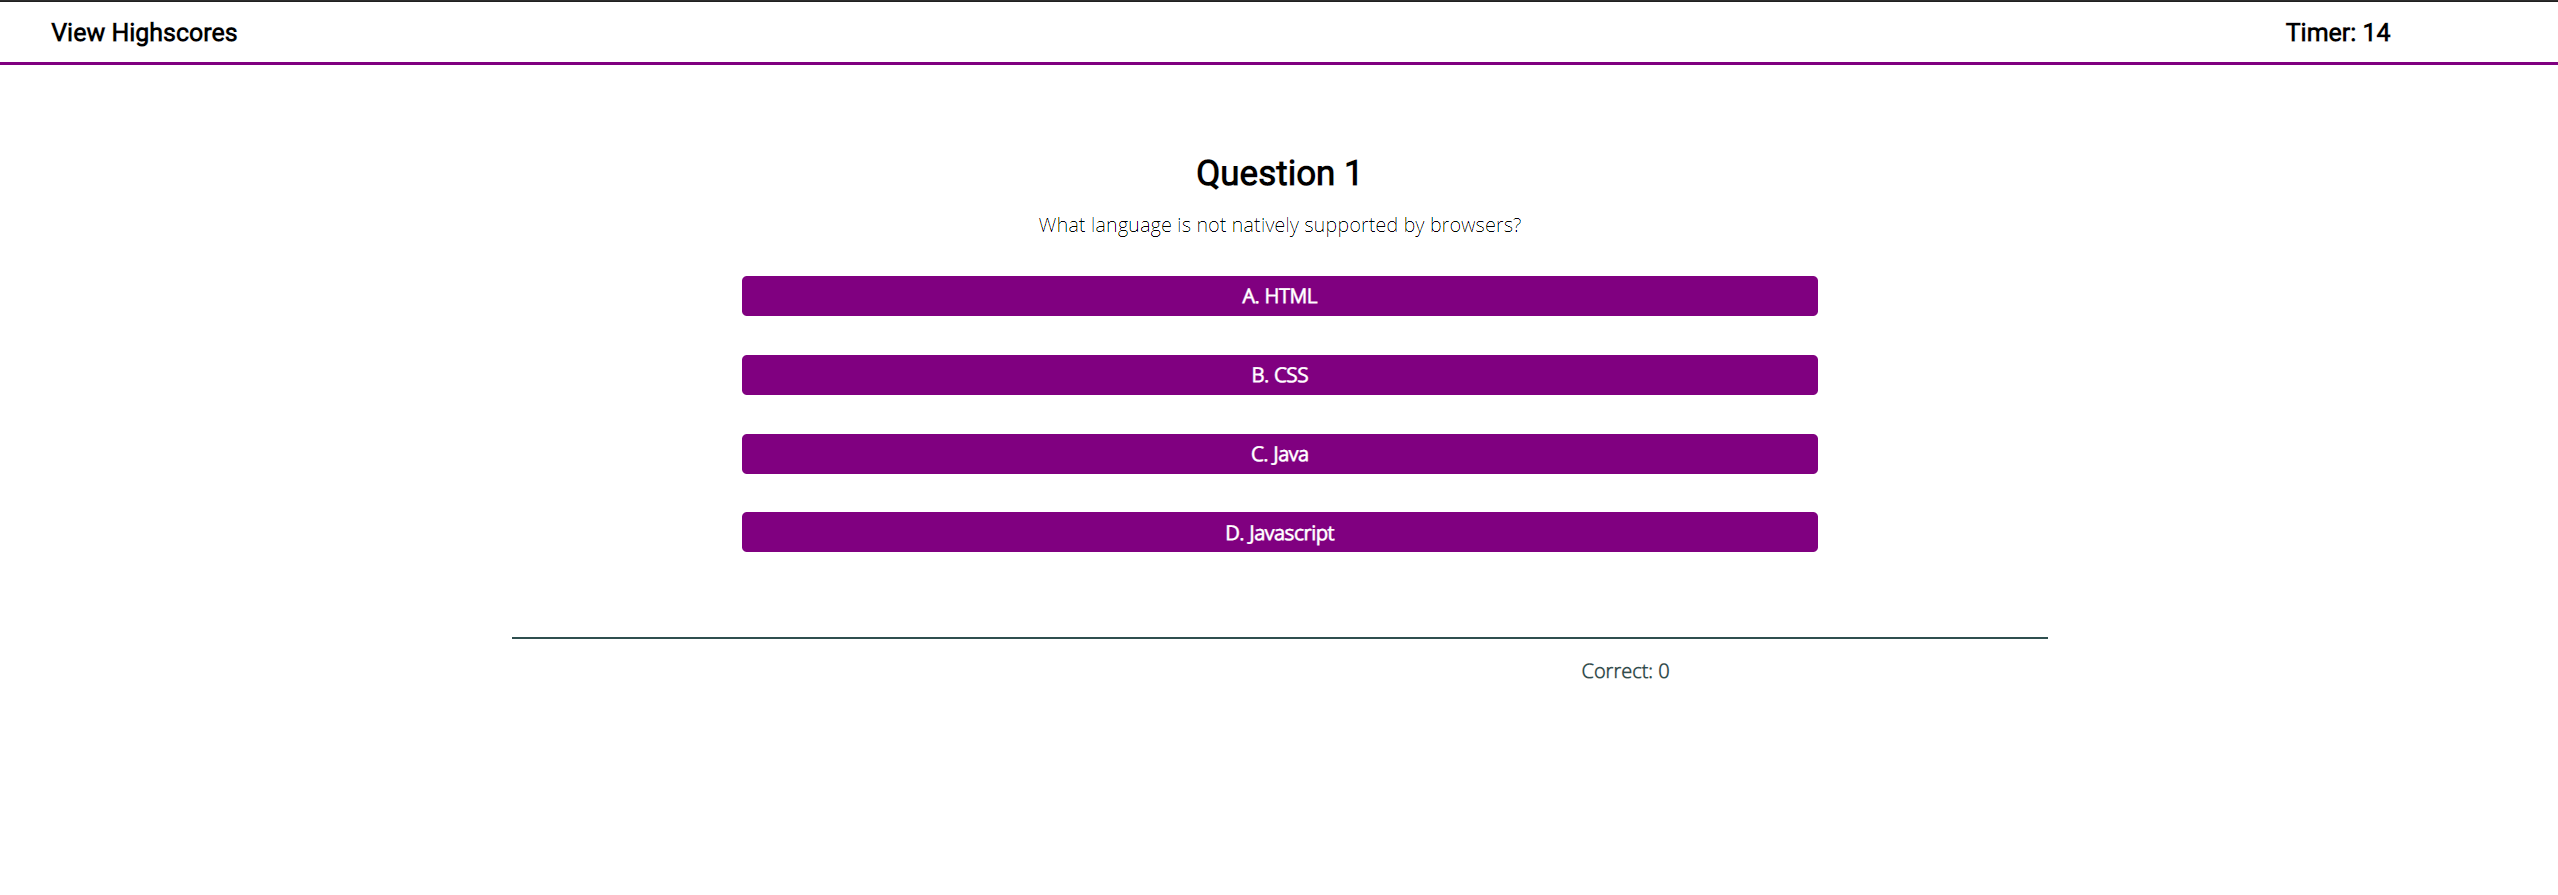 View Highscores
Timer: 14
Question 1
What language is not natively supported by browsers?
A. HTML
B. CSS
C. Java
D. Javascript
Correct: 0